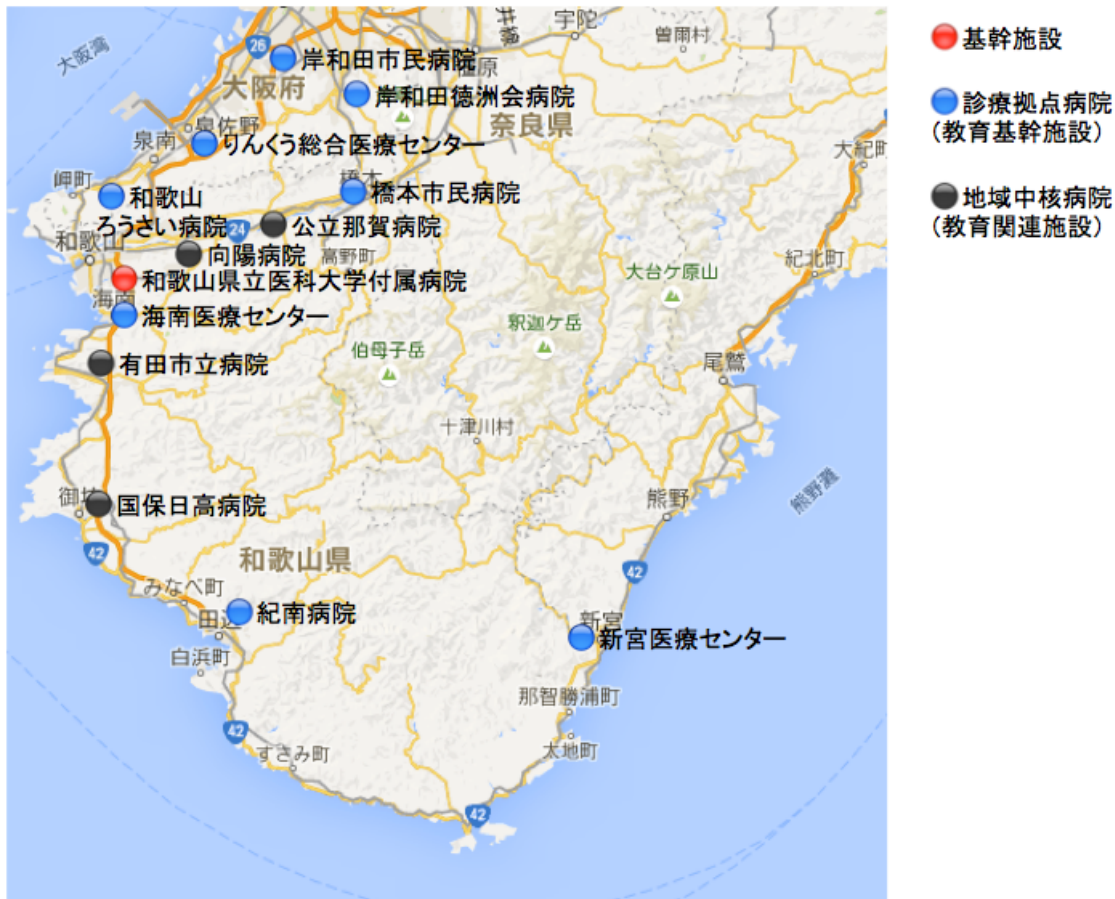 宇陀
曽爾村
26
岸和田市民病院
大阪湾
大阪府
岸和田徳洲会病院
奈良県
泉佐野
泉南
りんくう総合医療センター
大紀町
岬町
和歌山
ろうさい病院
橋本市民病院
24
公立那賀病院
和歌山
向陽病院
高野町
紀北町
大台ケ原山
和歌山県立医科大学付属病院
海南
海南医療センター
釈迦ケ岳
伯母子岳
有田市立病院
尾鷲
十津川村
国保日高病院
熊野
熊野灘
42
和歌山県
42
みなべ町
紀南病院
田辺
新宮
新宮医療センター
白浜町
那智勝浦町
42
すさみ町
太地町
42
基幹施設
診療拠点病院
(教育基幹施設)
地域中核病院
(教育関連施設)